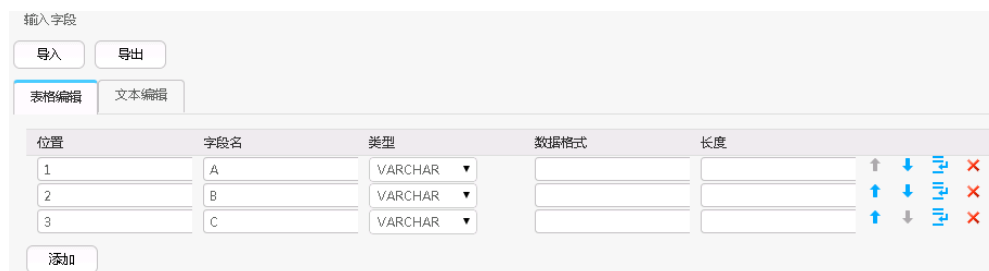 输入字段
导入 导出
表格编辑 文本编辑
位置 字段名 类型 数据格式 长度
1 A VARCHAR
2 B VARCHAR
3 C VARCHAR
添加